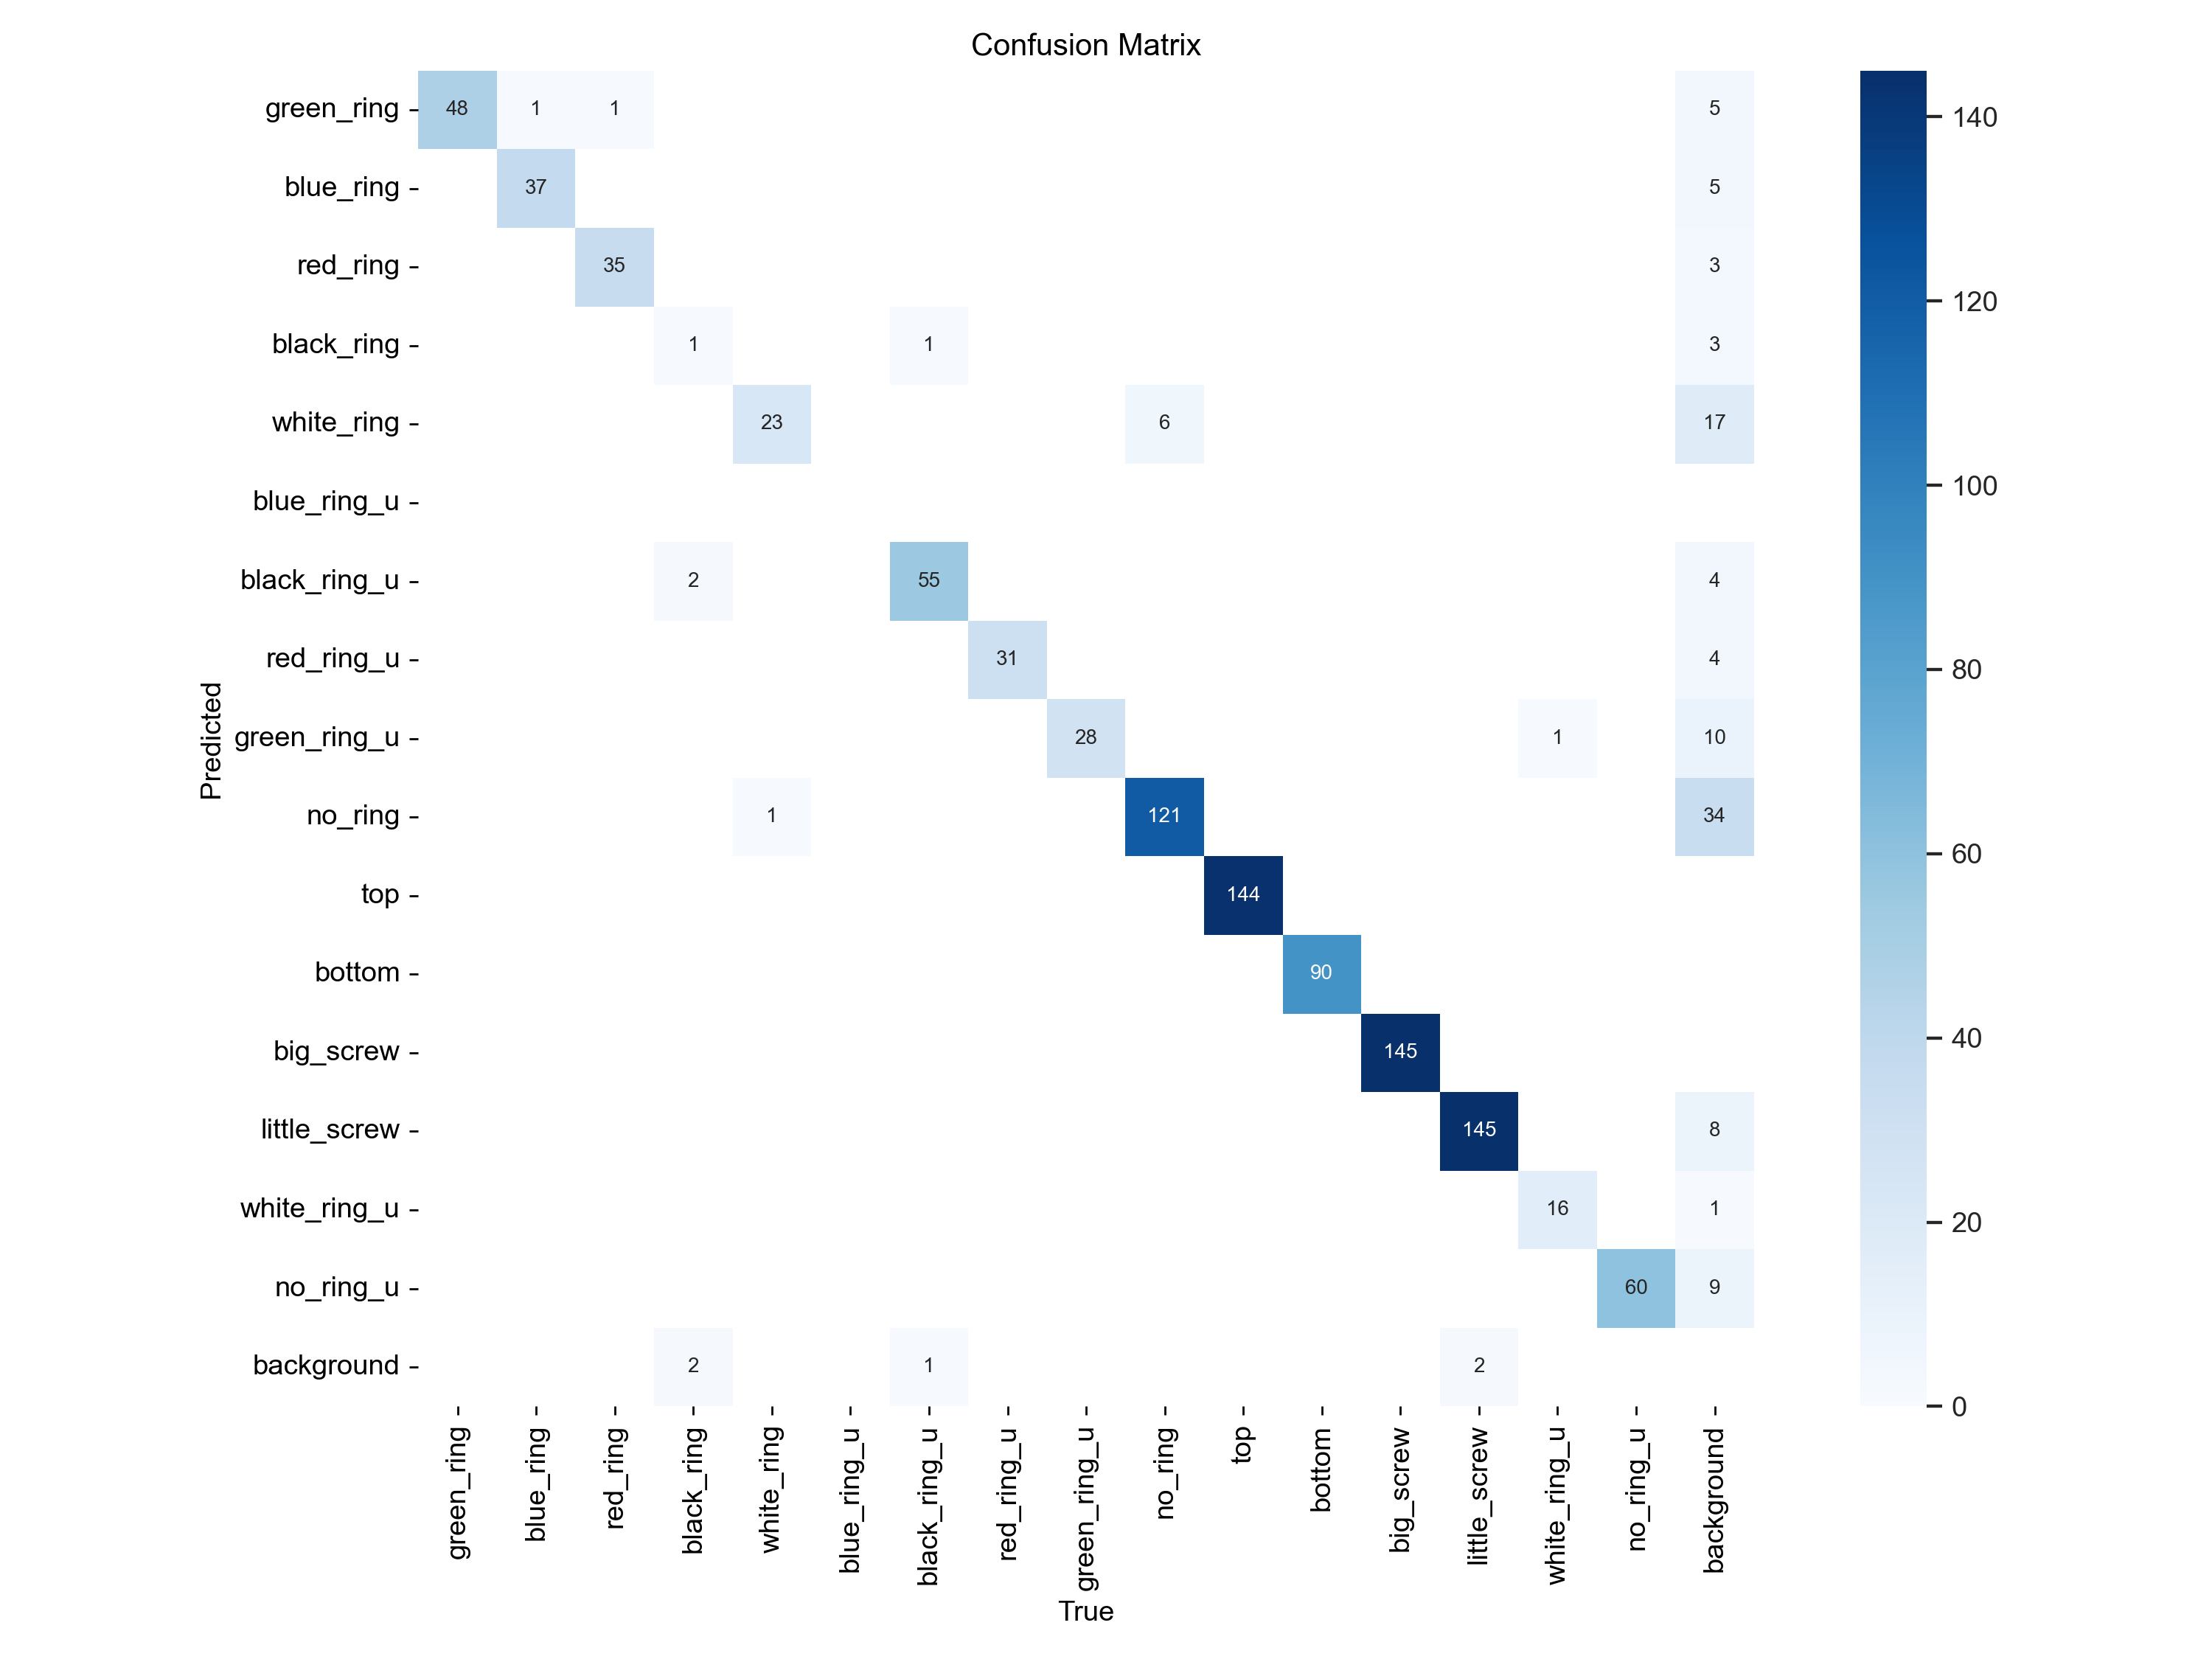 Confusion Matrix
green_ring 48 1 1 5
blue_ring 37 5
red_ring 35 3
black_ring 1 1 3
white_ring 23 6 17
blue_ring_u
black_ring_u 2 55 4
red_ring_u 31 4
green_ring_u 28 1 10
no_ring 1 121 34
top 144
bottom 90
big_screw 145
little_screw 145 8
white_ring_u 16 1
no_ring_u 60 9
background 2 1 2
Predicted
green_ring
blue_ring
red_ring
black_ring
white_ring
blue_ring_u
black_ring_u
red_ring_u
green_ring_u
no_ring
top
bottom
big_screw
little_screw
white_ring_u
no_ring_u
background
True
140
120
100
80
60
40
20
0